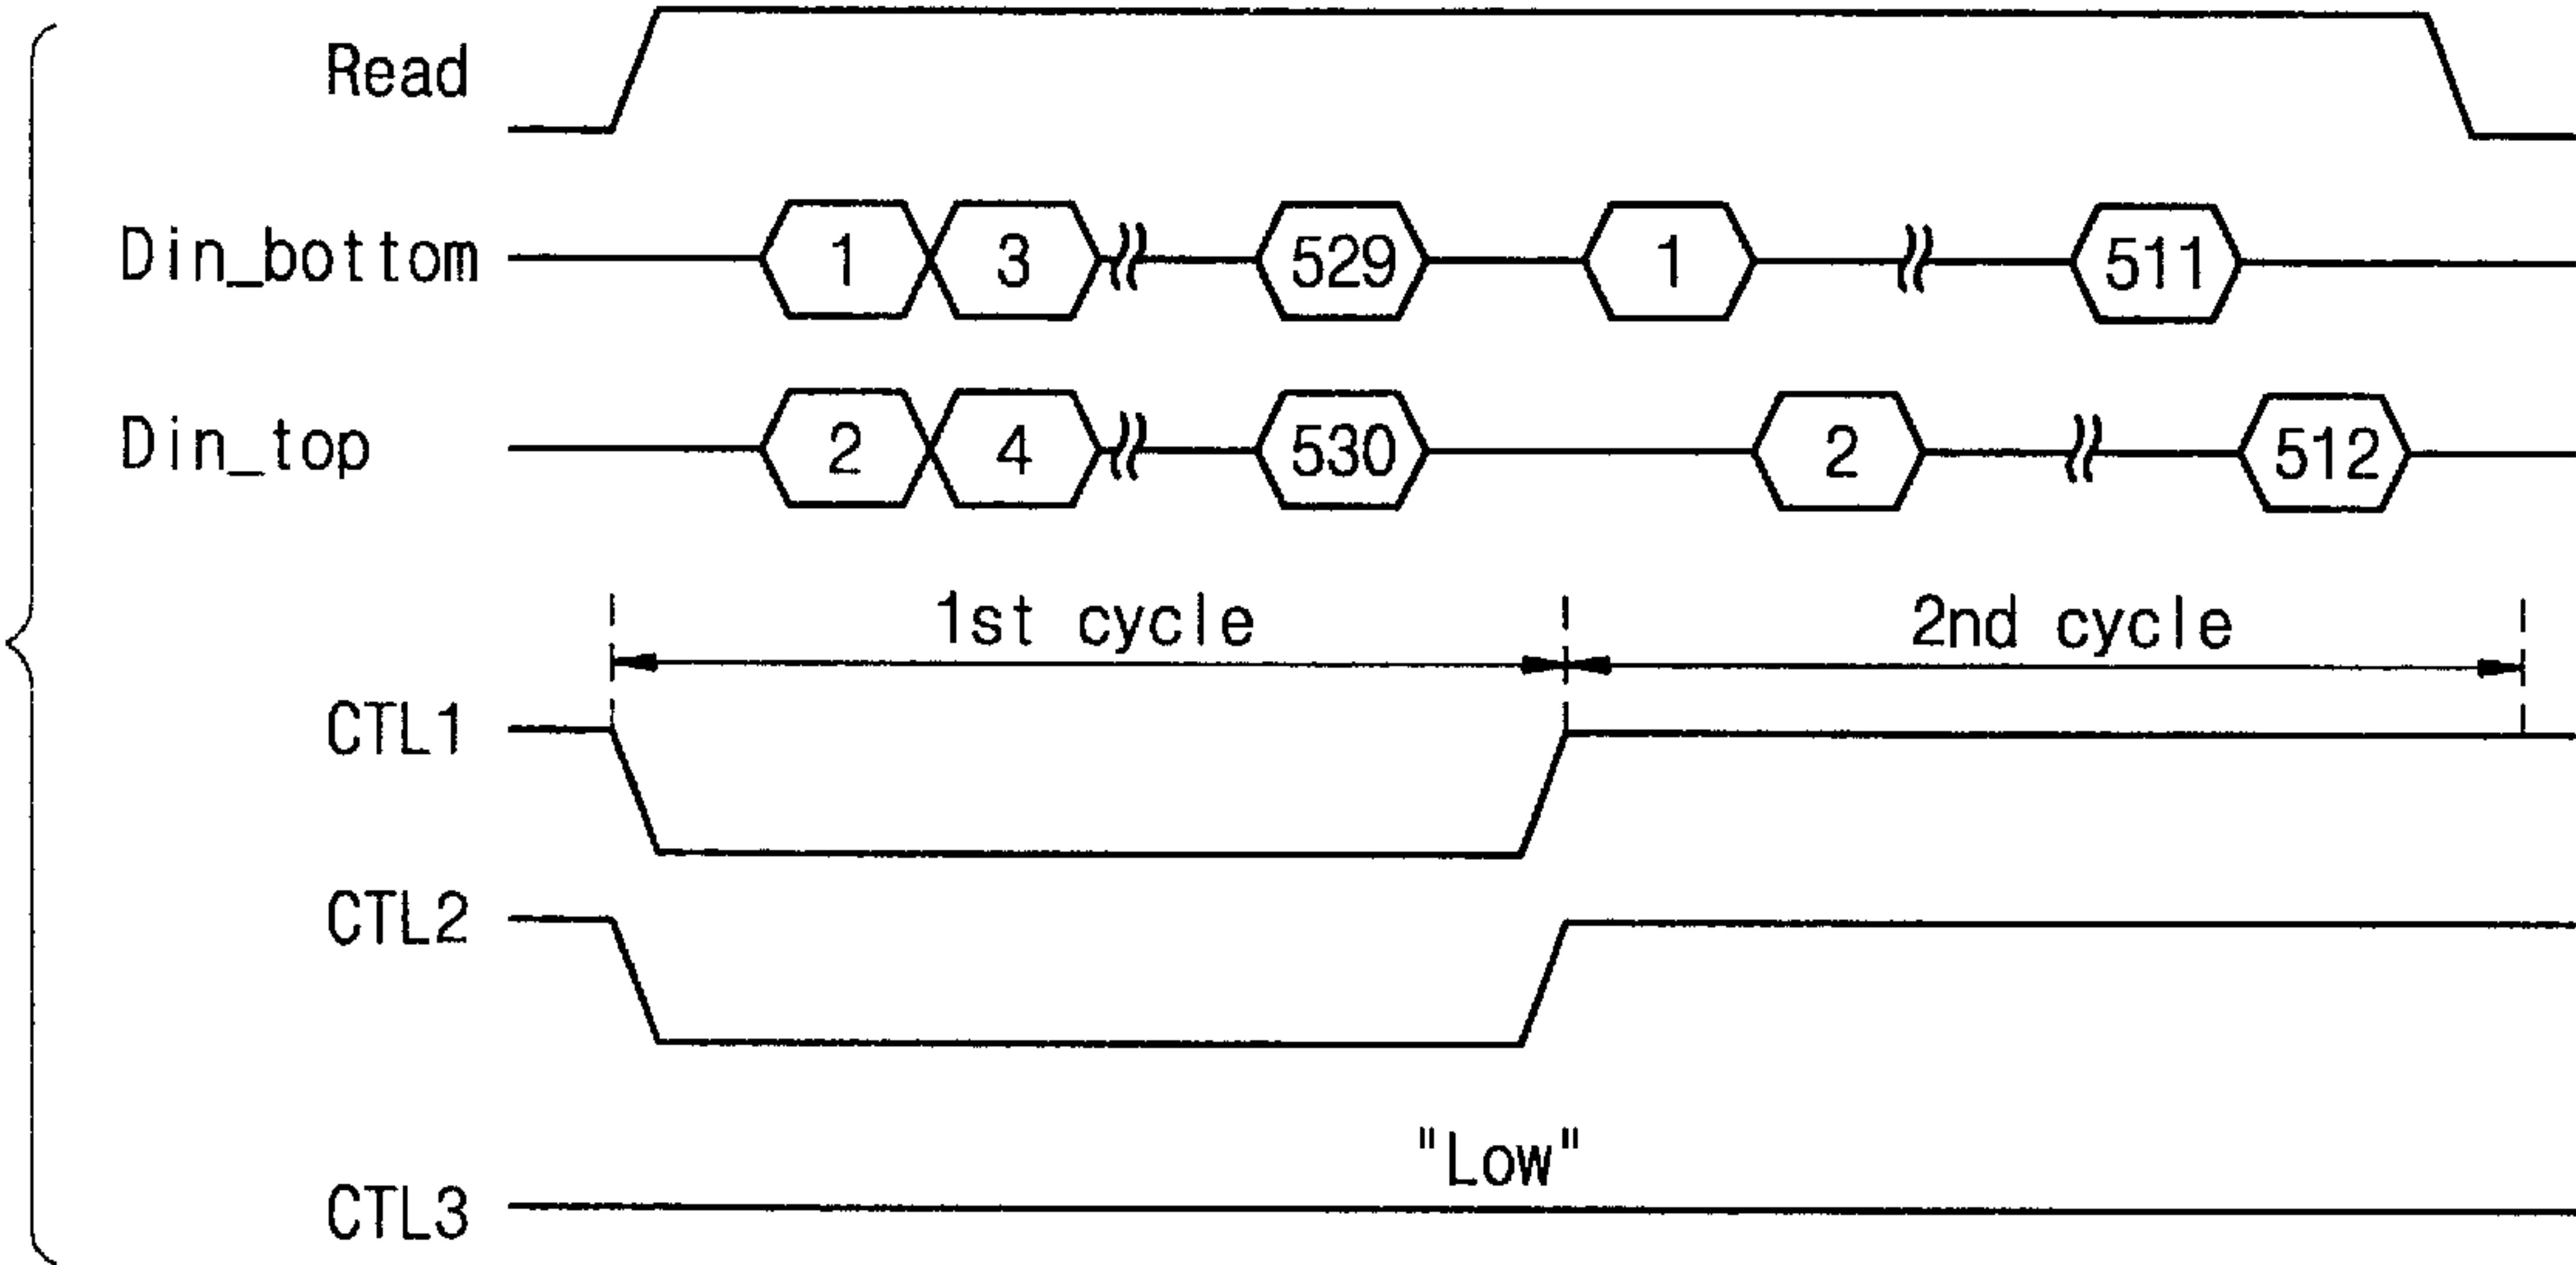 Read
Din_bottom 1 3 529 1 511
Din_top 2 4 530 2 512
1st cycle 2nd cycle
CTL1
CTL2
"Low"
CTL3